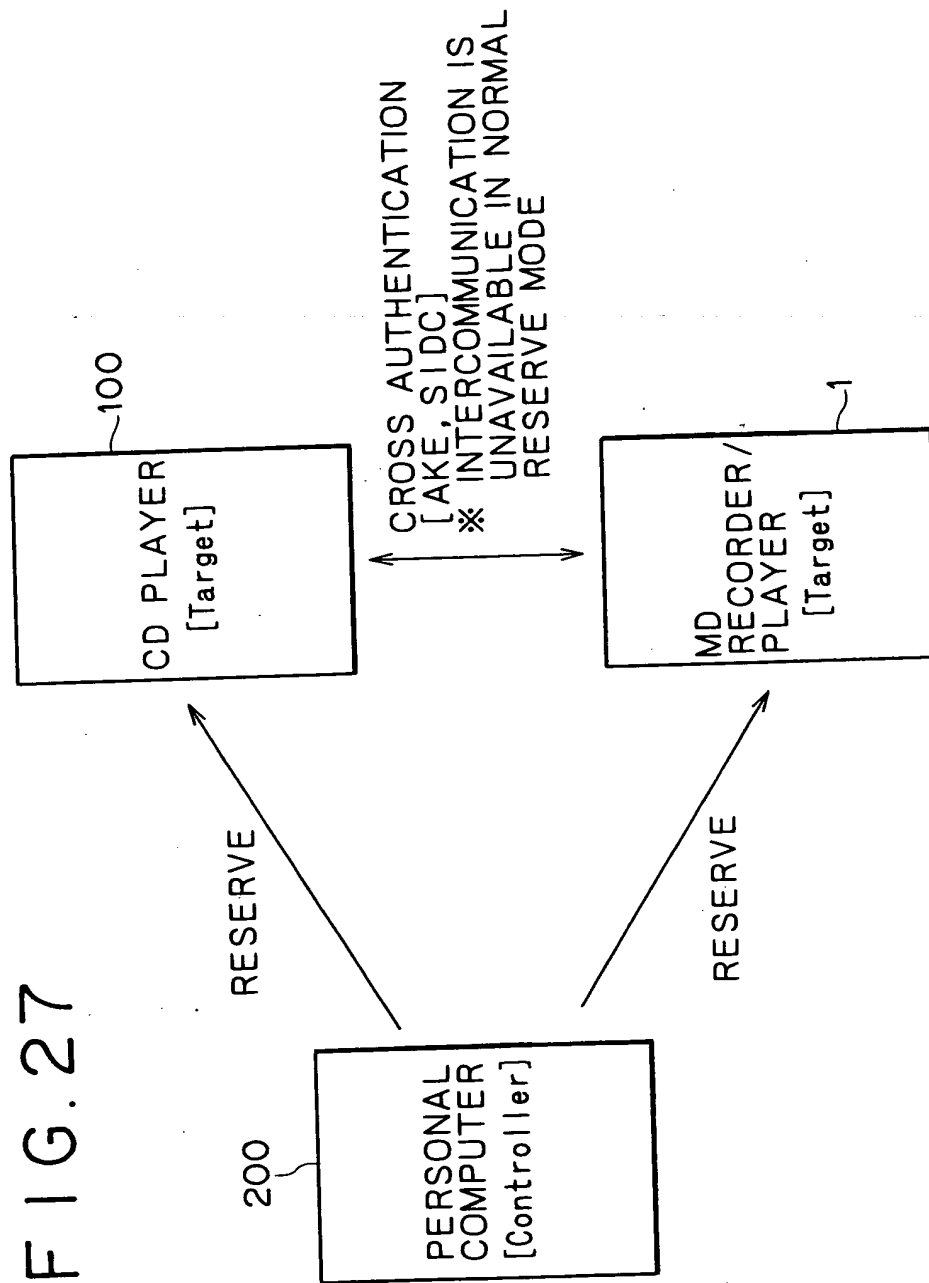 FIG.27
200
PERSONAL
COMPUTER
[Controller]
RESERVE
RESERVE
100
CD PLAYER
[Target]
CROSS AUTHENTICATION
[AKE, SIDC]
※ INTERCOMMUNICATION IS
UNAVAILABLE IN NORMAL
RESERVE MODE
1
MD
RECORDER/
PLAYER
[Target]